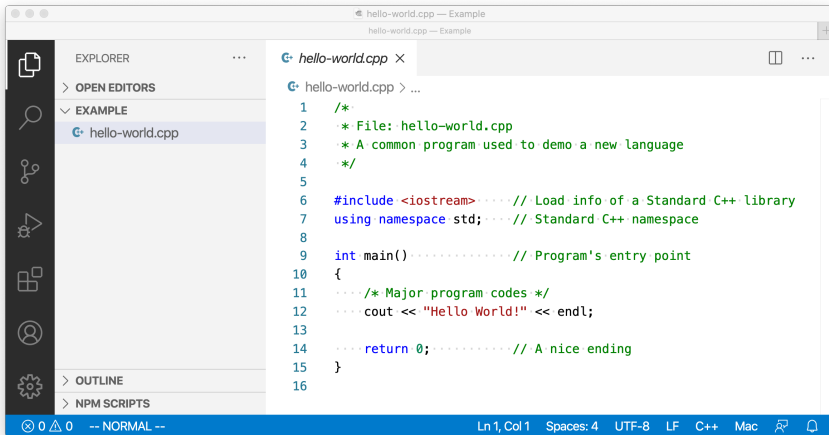 hello-world.cpp — Example
hello-world.cpp — Example
EXPLORER
OPEN EDITORS
EXAMPLE
hello-world.cpp
OUTLINE
NPM SCRIPTS
hello-world.cpp
hello-world.cpp > ...
1 /*
2  * File: hello-world.cpp
3  * A common program used to demo a new language
4  */
5
6 #include <iostream>     // Load info of a Standard C++ library
7 using namespace std;    // Standard C++ namespace
8
9 int main()              // Program's entry point
10 {
11     /* Major program codes */
12     cout << "Hello World!" << endl;
13
14     return 0;           // A nice ending
15 }
16
0 0 -- NORMAL -- Ln 1, Col 1 Spaces: 4 UTF-8 LF C++ Mac